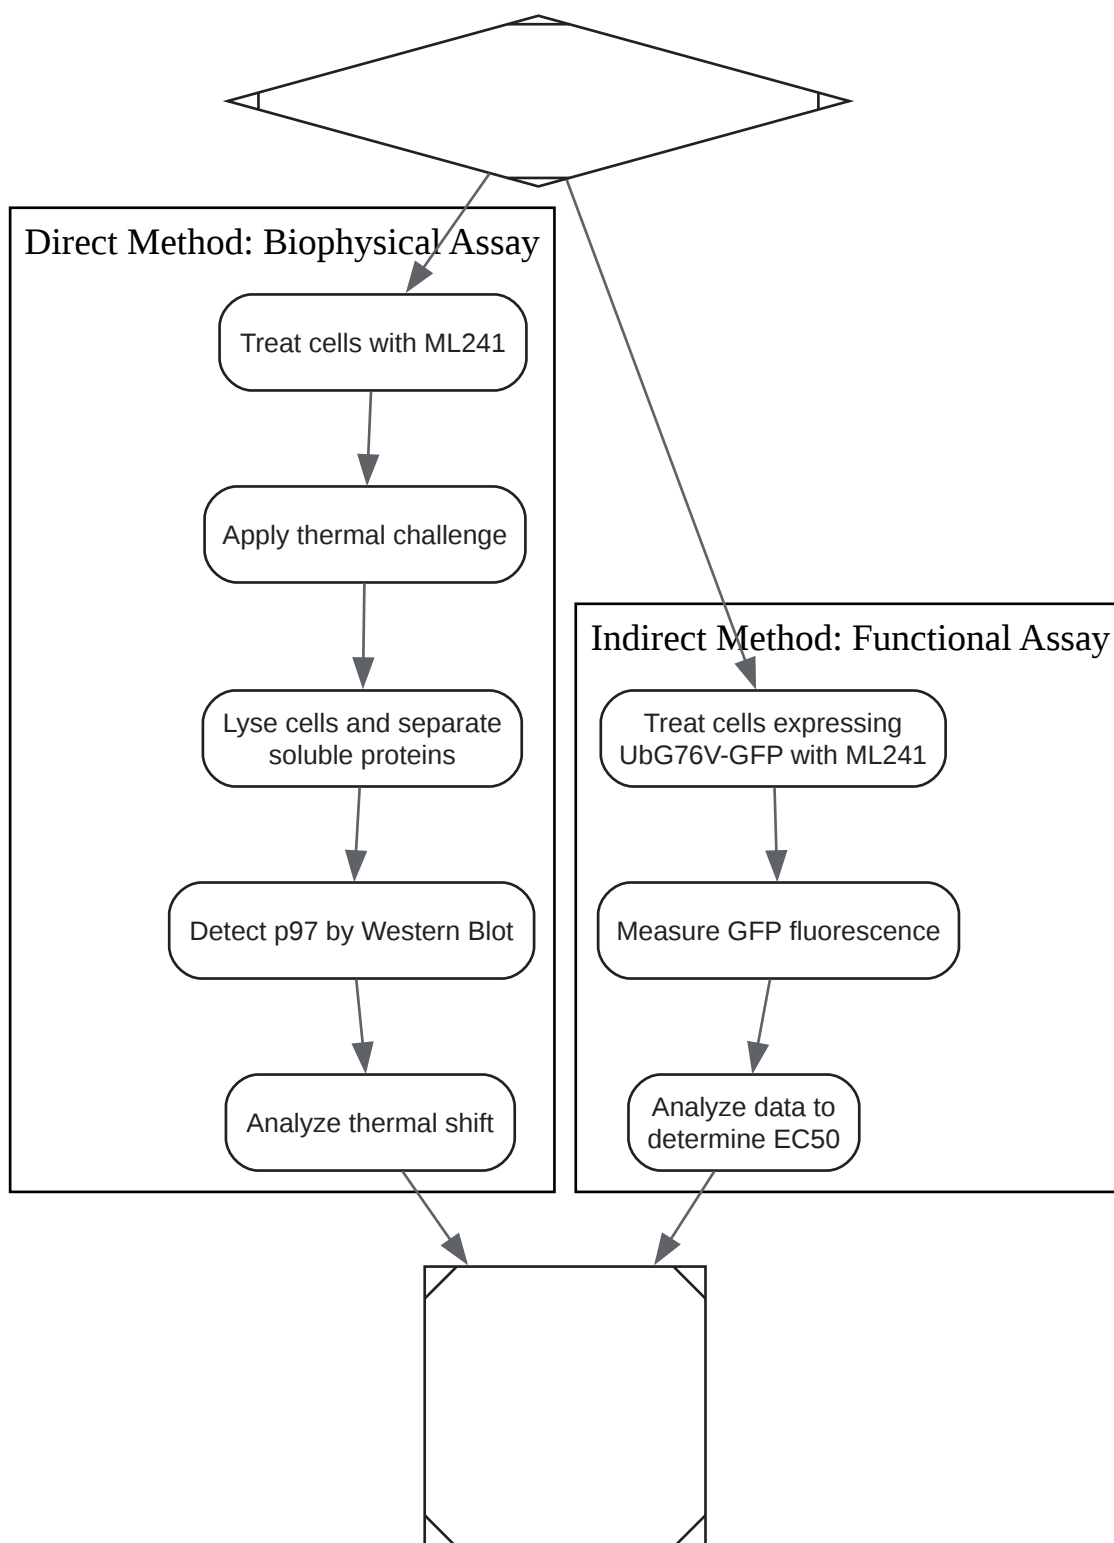 Direct Method: Biophysical Assay
Treat cells with ML241
Apply thermal challenge
Lyse cells and separate
soluble proteins
Detect p97 by Western Blot
Analyze thermal shift
Indirect Method: Functional Assay
Treat cells expressing
UbG76V-GFP with ML241
Measure GFP fluorescence
Analyze data to
determine EC50